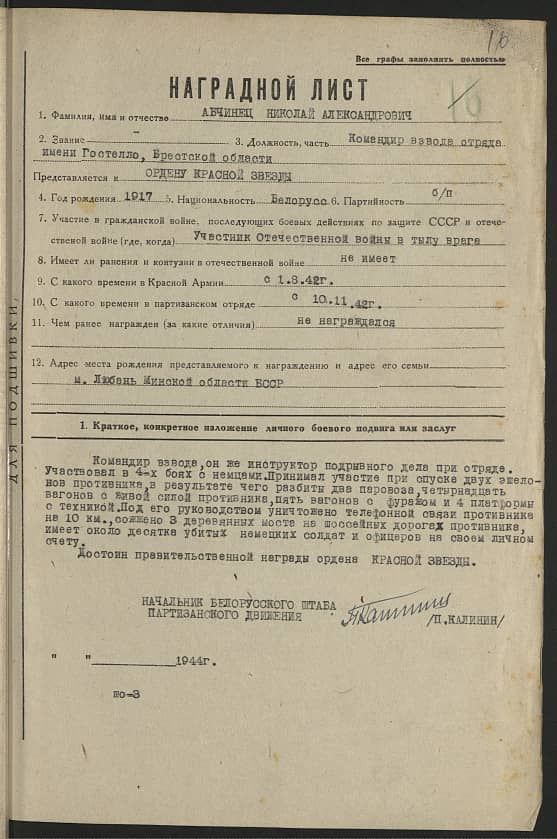 16
Все графы заполнять полностью
НАГРАДНОЙ ЛИСТ
16
1. Фамилия, имя и отчество АБЧИНЕЦ НИКОЛАЙ АЛЕКСАНДРОВИЧ
2. Звание - 3. Должность, часть Командир взвода отряда
имени Гостелло, Брестской области
Представляется к ОРДЕНУ КРАСНОЙ ЗВЕЗДЫ
4. Год рождения 1917 5. Национальность Белорусс 6. Партийность б/п
7. Участие в гражданской войне, последующих боевых действиях по защите СССР и отече-
ственой войне (где, когда) Участник Отечественной войны в тылу врага
8. Имеет ли ранения и контузии в отечественной войне не имеет
9. С какого времени в Красной Армии с 1.8.42г.
10. С какого времени в партизанском отряде с 10.11.42г.
11. Чем ранее награжден (за какие отличия) не награждался
12. Адрес места рождения представляемого к награждению и адрес его семьи
м. Любань Минской области БССР
1. Краткое, конкретное изложение личного боевого подвига или заслуг
Командир взвода, он же инструктор подрывного дела при отряде.
Участвовал в 4-х боях с немцами.Принимал участие при спуске двух эшело-
нов противника,в результате чего разбиты два паровоза,четырнадцать
вагонов с живой силой противника,пять вагонов с фуражом и 4 платформы
с техникой.Под его руководством уничтожено телефонной связи противника
на 10 км.,сожжено 3 деревянных моста на шоссейных дорогах противника,
имеет около десятка убитых немецких солдат и офицеров на своем личном
счету.
Достоин правительственной награды ордена КРАСНОЙ ЗВЕЗДЫ.
НАЧАЛЬНИК БЕЛОРУССКОГО ШТАБА
ПАРТИЗАНСКОГО ДВИЖЕНИЯ /П.КАЛИНИН/
" " 1944г.
шо-3
ДЛЯ ПОДШИВКИ,